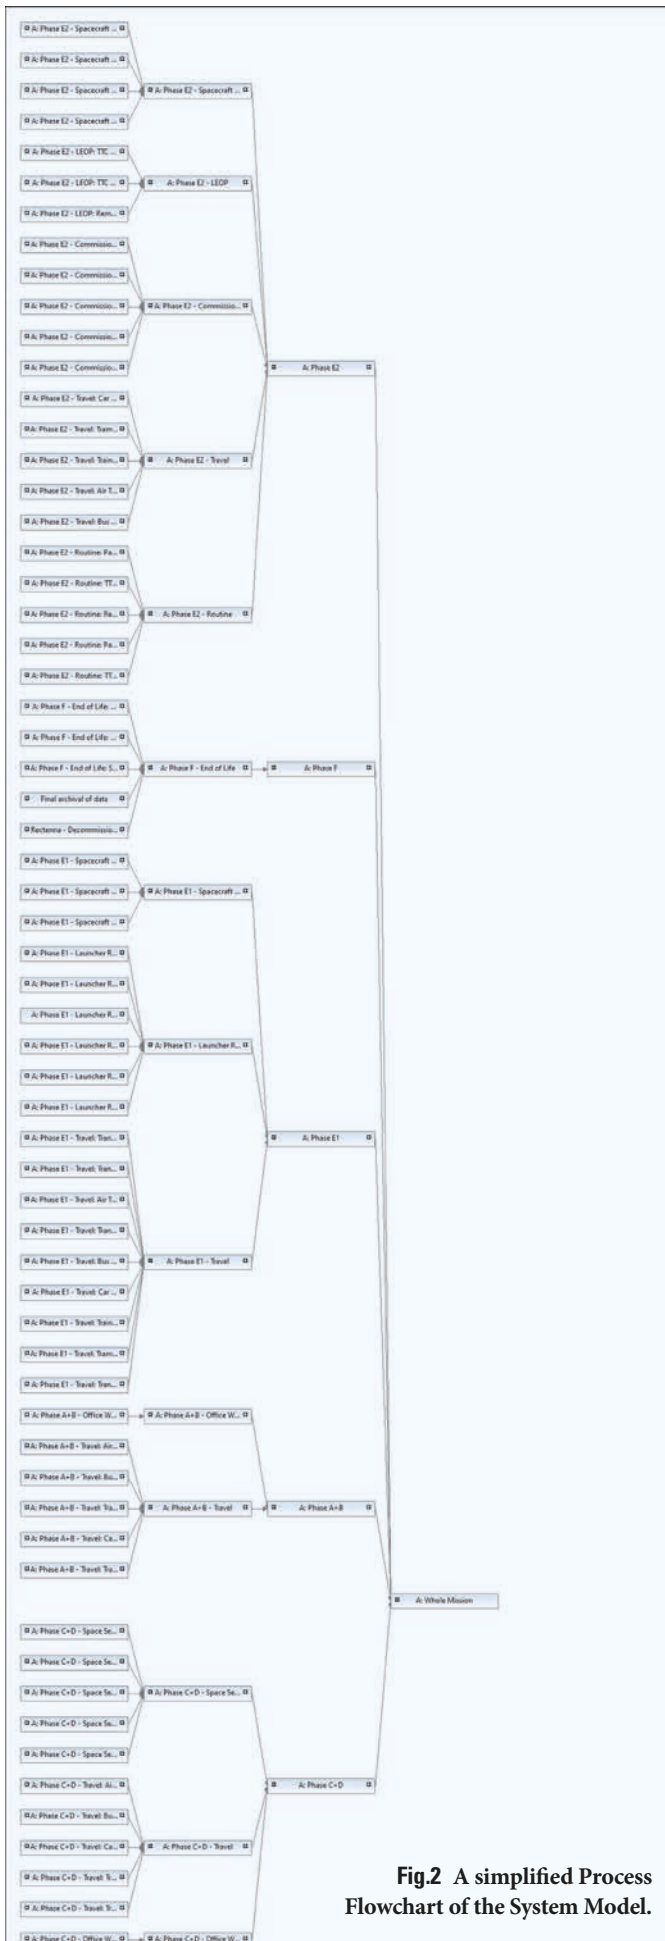 A: Phase E2 - Spacecraft ...
A: Phase E2 - Spacecraft ...
A: Phase E2 - Spacecraft ...
A: Phase E2 - Spacecraft ...
A: Phase E2 - Spacecraft ...
A: Phase E2 - LEOP: TTC ...
A: Phase E2 - LEOP: TTC ...
A: Phase E2 - LEOP
A: Phase E2 - LEOP: Rem...
A: Phase E2 - Commissio...
A: Phase E2 - Commissio...
A: Phase E2 - Commissio...
A: Phase E2 - Commissio...
A: Phase E2 - Commissio...
A: Phase E2 - Commissio...
A: Phase E2
A: Phase E2 - Travel: Car ...
A: Phase E2 - Travel: Tram...
A: Phase E2 - Travel: Train...
A: Phase E2 - Travel
A: Phase E2 - Travel: Air T...
A: Phase E2 - Travel: Bus ...
A: Phase E2 - Routine: Pa...
A: Phase E2 - Routine: TT...
A: Phase E2 - Routine: Re...
A: Phase E2 - Routine
A: Phase E2 - Routine: Pa...
A: Phase E2 - Routine: TT...
A: Phase F - End of Life: ...
A: Phase F - End of Life: ...
A: Phase F - End of Life: S...
A: Phase F - End of Life
A: Phase F
Final archival of data
Rectenna - Decommissio...
A: Phase E1 - Spacecraft ...
A: Phase E1 - Spacecraft ...
A: Phase E1 - Spacecraft ...
A: Phase E1 - Spacecraft ...
A: Phase E1 - Launcher R...
A: Phase E1 - Launcher R...
A: Phase E1 - Launcher R...
A: Phase E1 - Launcher R...
A: Phase E1 - Launcher R...
A: Phase E1 - Launcher R...
A: Phase E1 - Launcher R...
A: Phase E1 - Travel: Tran...
A: Phase E1
A: Phase E1 - Travel: Tran...
A: Phase E1 - Travel: Air T...
A: Phase E1 - Travel: Tran...
A: Phase E1 - Travel: Bus ...
A: Phase E1 - Travel
A: Phase E1 - Travel: Car ...
A: Phase E1 - Travel: Train...
A: Phase E1 - Travel: Tram...
A: Phase E1 - Travel: Tran...
A: Phase A+B - Office W...
A: Phase A+B - Office W...
A: Phase A+B - Travel: Air...
A: Phase A+B - Travel: Bu...
A: Phase A+B - Travel: Tra...
A: Phase A+B - Travel
A: Phase A+B
A: Phase A+B - Travel: Ca...
A: Phase A+B - Travel: Tra...
A: Whole Mission
A: Phase C+D - Space Se...
A: Phase C+D - Space Se...
A: Phase C+D - Space Se...
A: Phase C+D - Space Se...
A: Phase C+D - Space Se...
A: Phase C+D - Space Se...
A: Phase C+D - Travel: Ai...
A: Phase C+D
A: Phase C+D - Travel: Bu...
A: Phase C+D - Travel: Ca...
A: Phase C+D - Travel
A: Phase C+D - Travel: Tr...
A: Phase C+D - Travel: Tr...
A: Phase C+D - Office W...
A: Phase C+D - Office W...
Fig.2 A simplified Process
Flowchart of the System Model.